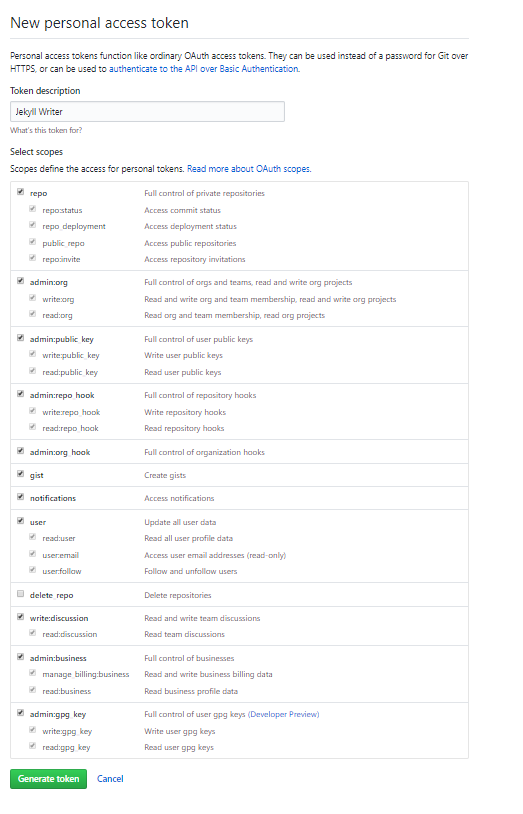 New personal access token
Personal access tokens function like ordinary OAuth access tokens. They can be used instead of a password for Git over
HTTPS, or can be used to authenticate to the API over Basic Authentication.
Token description
Jekyll Writer
What's this token for?
Select scopes
Scopes define the access for personal tokens. Read more about OAuth scopes.
repo Full control of private repositories
repo:status Access commit status
repo_deployment Access deployment status
public_repo Access public repositories
repo:invite Access repository invitations
admin:org Full control of orgs and teams, read and write org projects
write:org Read and write org and team membership, read and write org projects
read:org Read org and team membership, read org projects
admin:public_key Full control of user public keys
write:public_key Write user public keys
read:public_key Read user public keys
admin:repo_hook Full control of repository hooks
write:repo_hook Write repository hooks
read:repo_hook Read repository hooks
admin:org_hook Full control of organization hooks
gist Create gists
notifications Access notifications
user Update all user data
read:user Read all user profile data
user:email Access user email addresses (read-only)
user:follow Follow and unfollow users
delete_repo Delete repositories
write:discussion Read and write team discussions
read:discussion Read team discussions
admin:business Full control of businesses
manage_billing:business Read and write business billing data
read:business Read business profile data
admin:gpg_key Full control of user gpg keys (Developer Preview)
write:gpg_key Write user gpg keys
read:gpg_key Read user gpg keys
Generate token Cancel